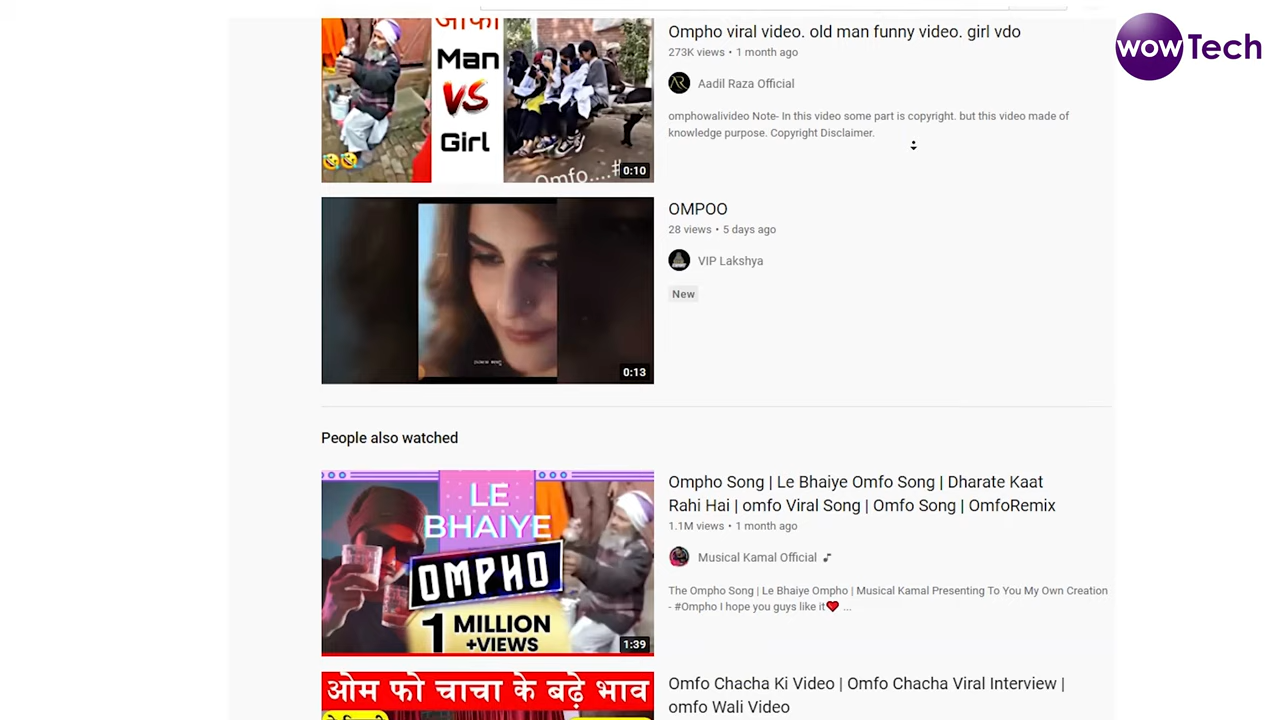 wowTech
Man
VS
Girl
Omfo....#
0:10
Ompho viral video. old man funny video. girl vdo
273K views • 1 month ago
Aadil Raza Official
omphowalivideo Note- In this video some part is copyright. but this video made of
knowledge purpose. Copyright Disclaimer.
0:13
OMPOO
28 views • 5 days ago
VIP Lakshya
New
People also watched
LE
BHAIYE
OMPHO
1 MILLION
+VIEWS
1:39
Ompho Song | Le Bhaiye Omfo Song | Dharate Kaat
Rahi Hai | omfo Viral Song | Omfo Song | OmfoRemix
1.1M views • 1 month ago
Musical Kamal Official
The Ompho Song | Le Bhaiye Ompho | Musical Kamal Presenting To You My Own Creation
- #Ompho I hope you guys like it❤ ...
ओम फो चाचा के बढ़े भाव
Omfo Chacha Ki Video | Omfo Chacha Viral Interview |
omfo Wali Video